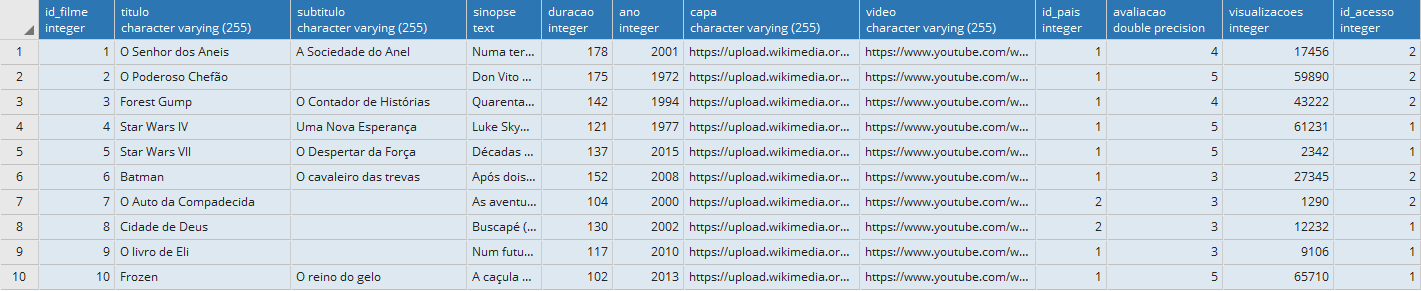 id_filme titulo subtitulo sinopse duracao ano capa video id_pais avaliacao visualizacoes id_acesso
integer character varying (255) character varying (255) text integer integer character varying (255) character varying (255) integer double precision integer integer
1 1 O Senhor dos Aneis A Sociedade do Anel Numa ter... 178 2001 https://upload.wikimedia.or... https://www.youtube.com/w... 1 4 17456 2
2 2 O Poderoso Chefão Don Vito ... 175 1972 https://upload.wikimedia.or... https://www.youtube.com/w... 1 5 59890 2
3 3 Forest Gump O Contador de Histórias Quarenta... 142 1994 https://upload.wikimedia.or... https://www.youtube.com/w... 1 4 43222 2
4 4 Star Wars IV Uma Nova Esperança Luke Sky... 121 1977 https://upload.wikimedia.or... https://www.youtube.com/w... 1 5 61231 1
5 5 Star Wars VII O Despertar da Força Décadas ... 137 2015 https://upload.wikimedia.or... https://www.youtube.com/w... 1 5 2342 1
6 6 Batman O cavaleiro das trevas Após dois... 152 2008 https://upload.wikimedia.or... https://www.youtube.com/w... 1 3 27345 2
7 7 O Auto da Compadecida As aventu... 104 2000 https://upload.wikimedia.or... https://www.youtube.com/w... 2 3 1290 2
8 8 Cidade de Deus Buscapé (... 130 2002 https://upload.wikimedia.or... https://www.youtube.com/w... 2 3 12232 1
9 9 O livro de Eli Num futu... 117 2010 https://upload.wikimedia.or... https://www.youtube.com/w... 1 3 9106 1
10 10 Frozen O reino do gelo A caçula ... 102 2013 https://upload.wikimedia.or... https://www.youtube.com/w... 1 5 65710 1